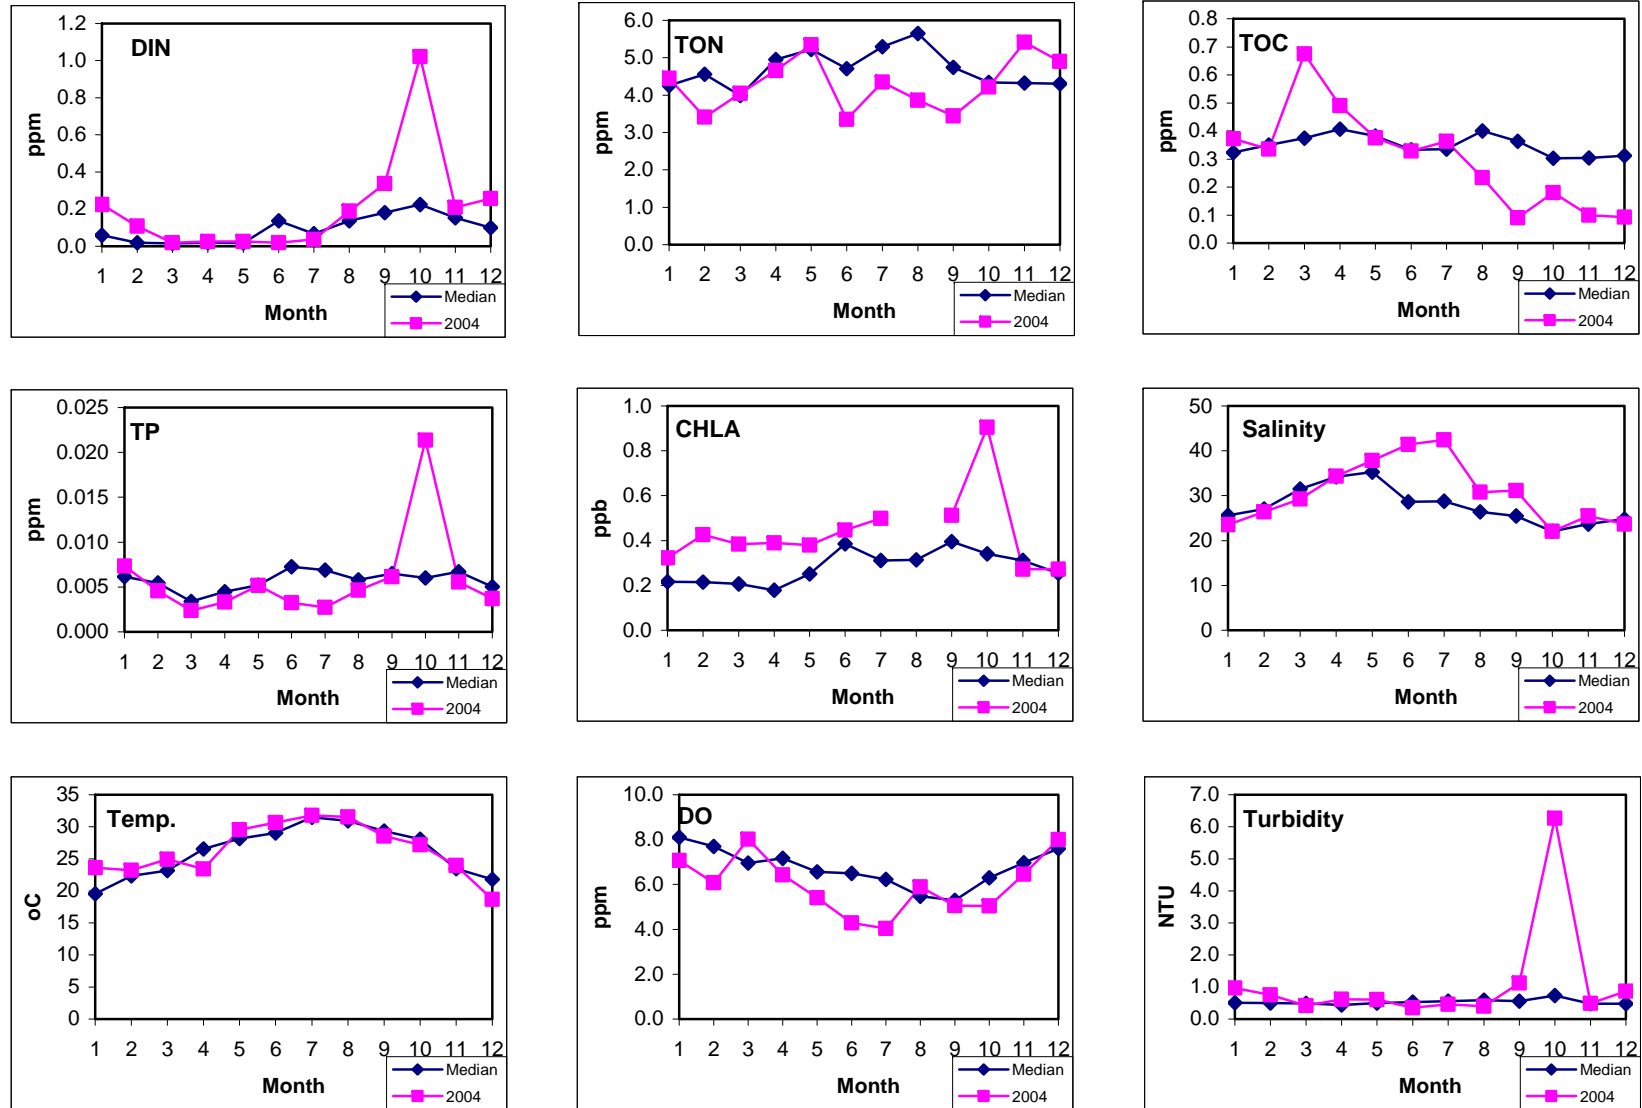 DIN
1.2
1.0
0.8
0.6
0.4
0.2
0.0
ppm
1 2 3 4 5 6 7 8 9 10 11 12
Month
Median
2004
TON
6.0
5.0
4.0
3.0
2.0
1.0
0.0
ppm
1 2 3 4 5 6 7 8 9 10 11 12
Month
Median
2004
TOC
0.8
0.7
0.6
0.5
0.4
0.3
0.2
0.1
0.0
ppm
1 2 3 4 5 6 7 8 9 10 11 12
Month
Median
2004
TP
0.025
0.020
0.015
0.010
0.005
0.000
ppm
1 2 3 4 5 6 7 8 9 10 11 12
Month
Median
2004
CHLA
1.0
0.8
0.6
0.4
0.2
0.0
ppb
1 2 3 4 5 6 7 8 9 10 11 12
Month
Median
2004
Salinity
50
40
30
20
10
0
1 2 3 4 5 6 7 8 9 10 11 12
Month
Median
2004
Temp.
35
30
25
20
15
10
5
0
oC
1 2 3 4 5 6 7 8 9 10 11 12
Month
Median
2004
DO
10.0
8.0
6.0
4.0
2.0
0.0
ppm
1 2 3 4 5 6 7 8 9 10 11 12
Month
Median
2004
Turbidity
7.0
6.0
5.0
4.0
3.0
2.0
1.0
0.0
NTU
1 2 3 4 5 6 7 8 9 10 11 12
Month
Median
2004